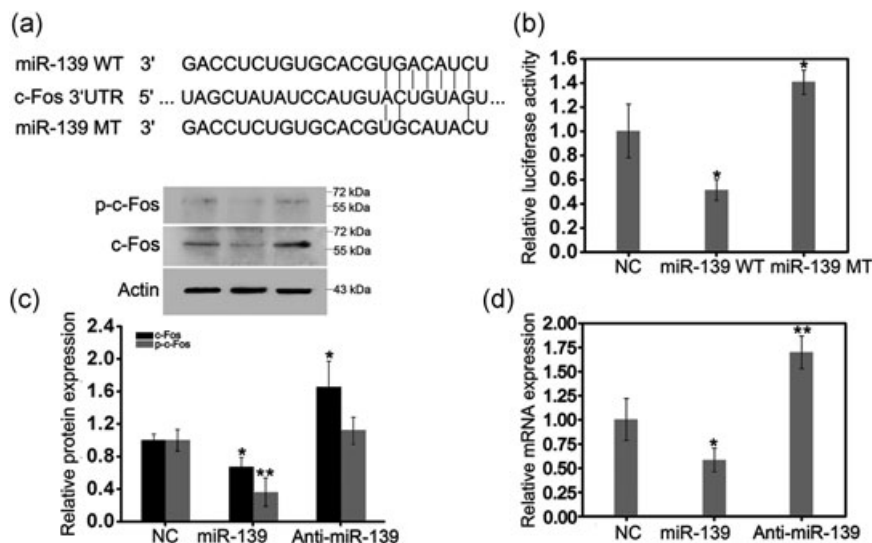 (a)
miR-139 WT 3' GACCUCUGUGCACGUGACAUCU
c-Fos 3'UTR 5' ... UAGCUAUAUCCAUGUACUGUAGU...
miR-139 MT 3' GACCUCUGUGCACGUGCAUACU
p-c-Fos
72 kDa
55 kDa
c-Fos
72 kDa
55 kDa
Actin
43 kDa
(b)
Relative luciferase activity
1.6
1.4
1.2
1.0
0.8
0.6
0.4
0.2
0.0
*
*
NC miR-139 WT miR-139 MT
(c)
Relative protein expression
2.4
2.0
1.6
1.2
0.8
0.4
0.0
c-Fos
p-c-Fos
*
**
*
NC miR-139 Anti-miR-139
(d)
Relative mRNA expression
2.00
1.75
1.50
1.25
1.00
0.75
0.50
0.25
0.00
*
**
NC miR-139 Anti-miR-139